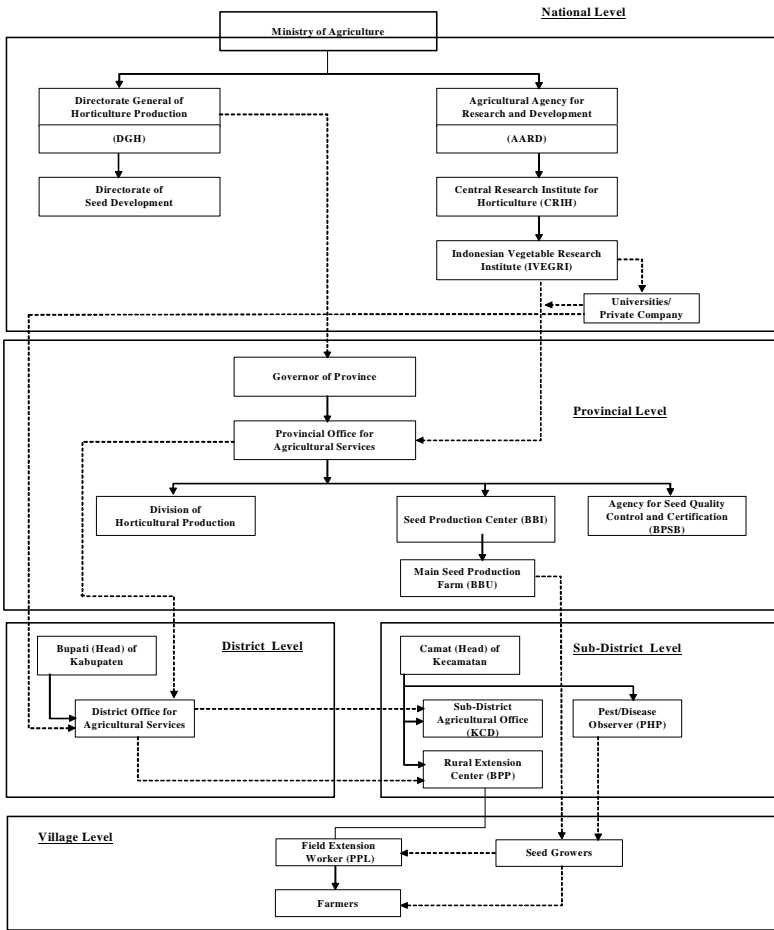 National Level
Ministry of Agriculture
Directorate General of
Horticulture Production
(DGH)
Agricultural Agency for
Research and Development
(AARD)
Directorate of
Seed Development
Central Research Institute for
Horticulture (CRIH)
Indonesian Vegetable Research
Institute (IVEGRI)
Universities/
Private Company
Governor of Province
Provincial Level
Provincial Office for
Agricultural Services
Division of
Horticultural Production
Seed Production Center (BBI)
Agency for Seed Quality
Control and Certification
(BPSB)
Main Seed Production
Farm (BBU)
Bupati (Head) of
Kabupaten
District Level
Camat (Head) of
Kecamatan
Sub-District Level
District Office for
Agricultural Services
Sub-District
Agricultural Office
(KCD)
Pest/Disease
Observer (PHP)
Rural Extension
Center (BPP)
Village Level
Field Extension
Worker (PPL)
Seed Growers
Farmers